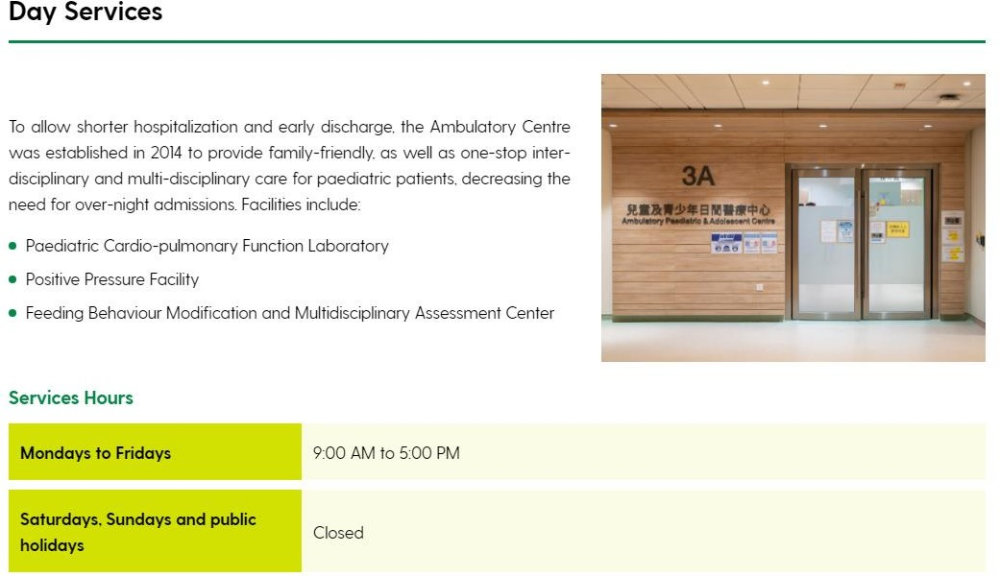 Day Services
To allow shorter hospitalization and early discharge, the Ambulatory Centre
was established in 2014 to provide family-friendly, as well as one-stop inter-
disciplinary and multi-disciplinary care for paediatric patients, decreasing the
need for over-night admissions. Facilities include:
Paediatric Cardio-pulmonary Function Laboratory
Positive Pressure Facility
Feeding Behaviour Modification and Multidisciplinary Assessment Center
3A
兒童及青少年日間醫療中心
Ambulatory Paediatric & Adolescent Centre
Services Hours
Mondays to Fridays
9:00 AM to 5:00 PM
Saturdays, Sundays and public
holidays
Closed